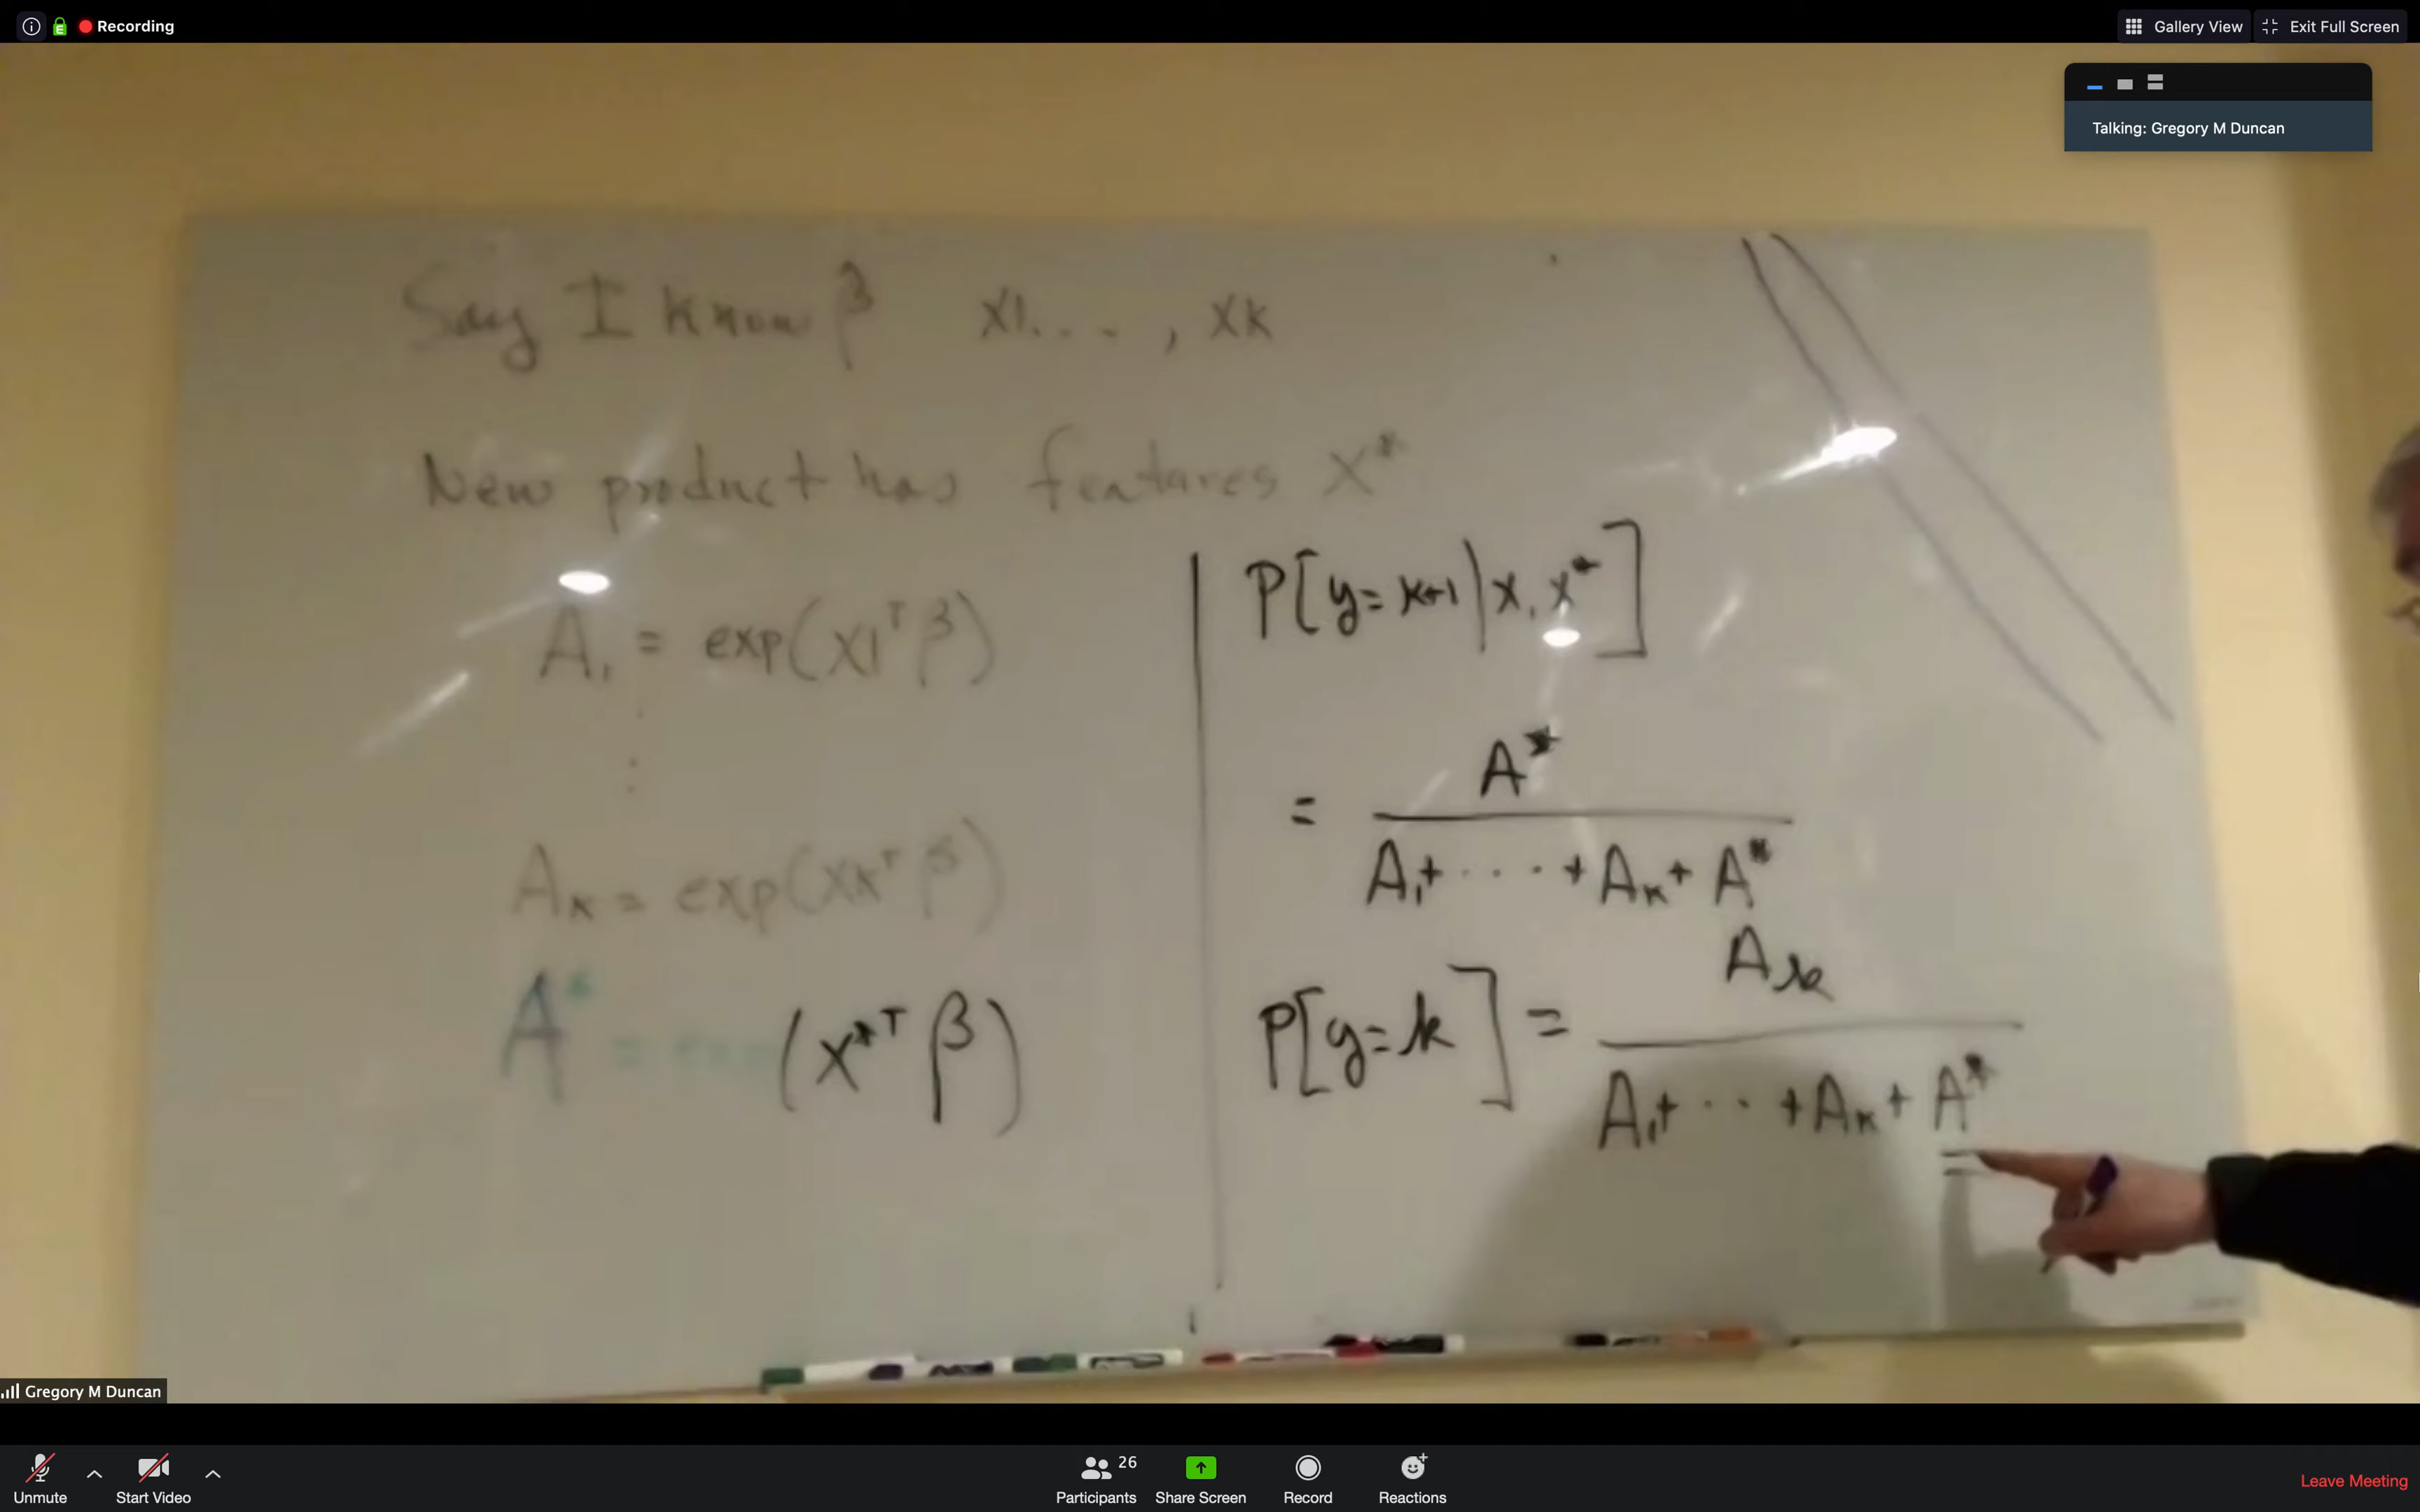 Recording
Gallery View
Exit Full Screen
Talking: Gregory M Duncan
Say I know β X1..., XK
New product has features X*
A₁ = exp(X1ᵀβ)
⋮
Aₖ = exp(XKᵀβ)
A* = exp(X*ᵀβ)
P[y=K+1|X, X*]
= A*
A₁+ ⋯ +Aₖ+ A*
P[y=k] = Aₖ
A₁+ ⋯ +Aₖ+ A*
Gregory M Duncan
Unmute
Start Video
26
Participants
Share Screen
Record
Reactions
Leave Meeting